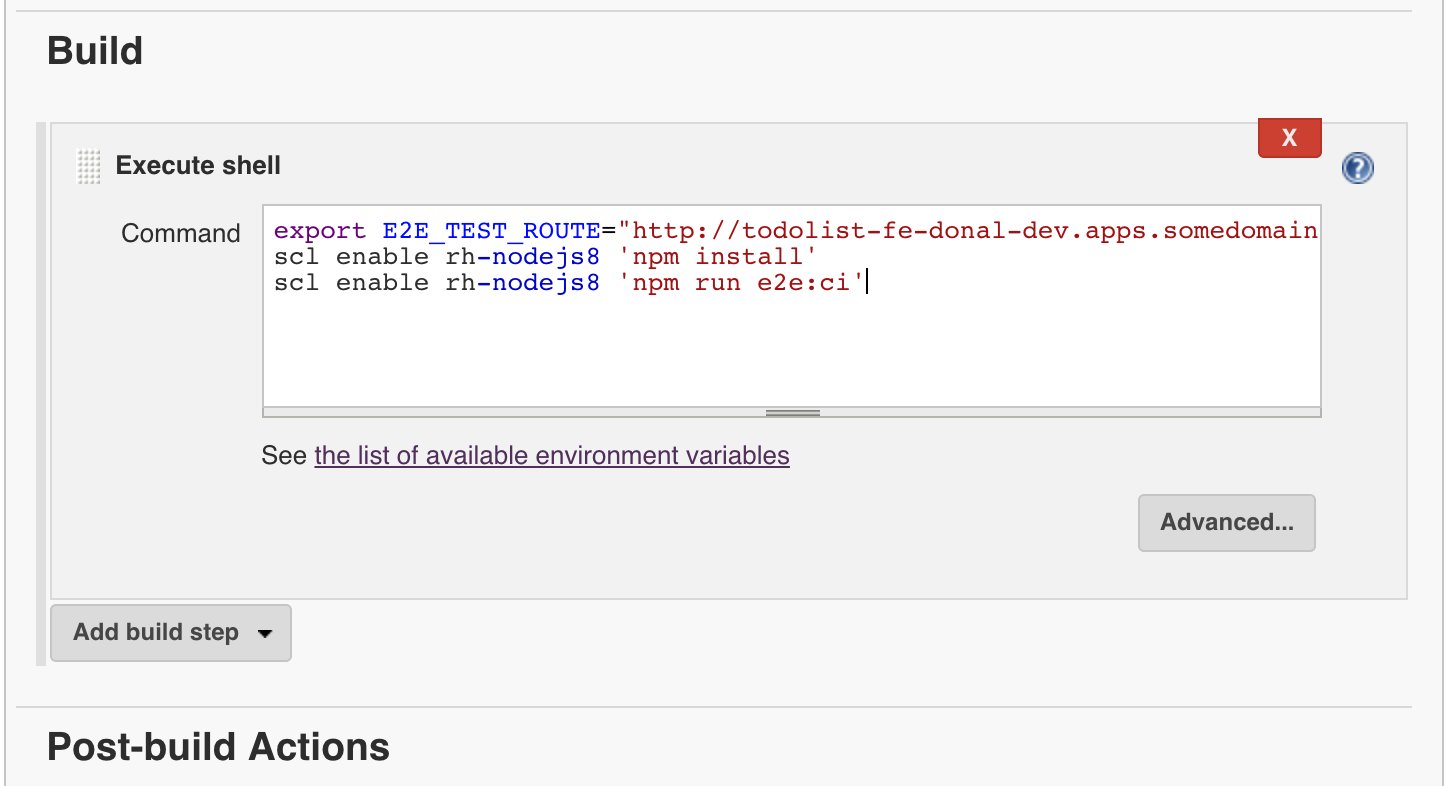 Build
X
Execute shell
?
Command
export E2E_TEST_ROUTE="http://todolist-fe-donal-dev.apps.somedomain
scl enable rh-nodejs8 'npm install'
scl enable rh-nodejs8 'npm run e2e:ci'
See the list of available environment variables
Advanced...
Add build step
Post-build Actions